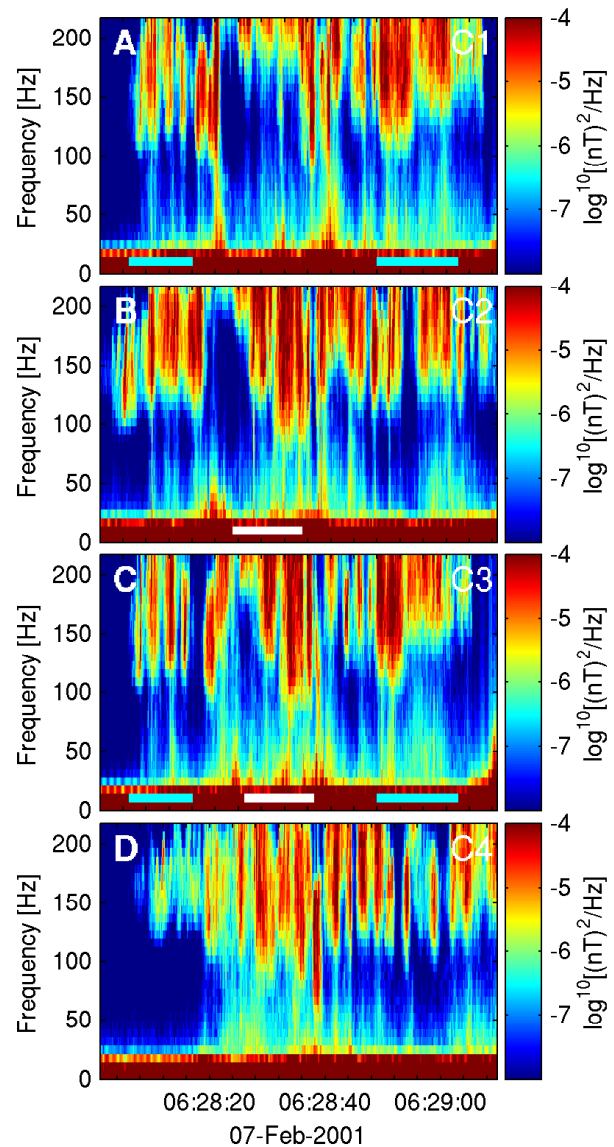 A C1
Frequency [Hz]
200
150
100
50
0
-4
-5
-6
-7
log¹⁰[(nT)²/Hz]
B C2
Frequency [Hz]
200
150
100
50
0
-4
-5
-6
-7
log¹⁰[(nT)²/Hz]
C C3
Frequency [Hz]
200
150
100
50
0
-4
-5
-6
-7
log¹⁰[(nT)²/Hz]
D C4
Frequency [Hz]
200
150
100
50
0
-4
-5
-6
-7
log¹⁰[(nT)²/Hz]
06:28:20 06:28:40 06:29:00
07-Feb-2001